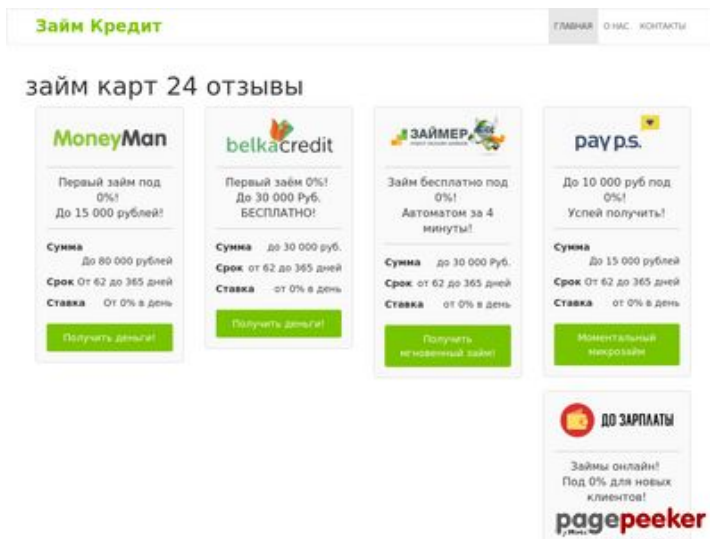 Займ Кредит
ГЛАВНАЯ О НАС. КОНТАКТЫ
займ карт 24 отзывы
MoneyMan
Первый займ под
0%!
До 15 000 рублей!
Сумма
До 80 000 рублей
Срок От 62 до 365 дней
Ставка От 0% в день
Получить деньги!
belkacredit
Первый заём 0%!
До 30 000 Руб.
БЕСПЛАТНО!
Сумма до 30 000 руб.
Срок от 62 до 365 дней
Ставка от 0% в день
Получить деньги!
ЗАЙМЕР
Займ бесплатно под
0%!
Автоматом за 4
минуты!
Сумма до 30 000 Руб.
Срок от 62 до 365 дней
Ставка от 0% в день
Получить
мгновенный займ!
pay p.s.
До 10 000 руб под
0%!
Успей получить!
Сумма
До 15 000 рублей
Срок От 62 до 365 дней
Ставка от 0% в день
Моментальный
микрозайм
ДО ЗАРПЛАТЫ
Займы онлайн!
Под 0% для новых
клиентов!
pagepeeker